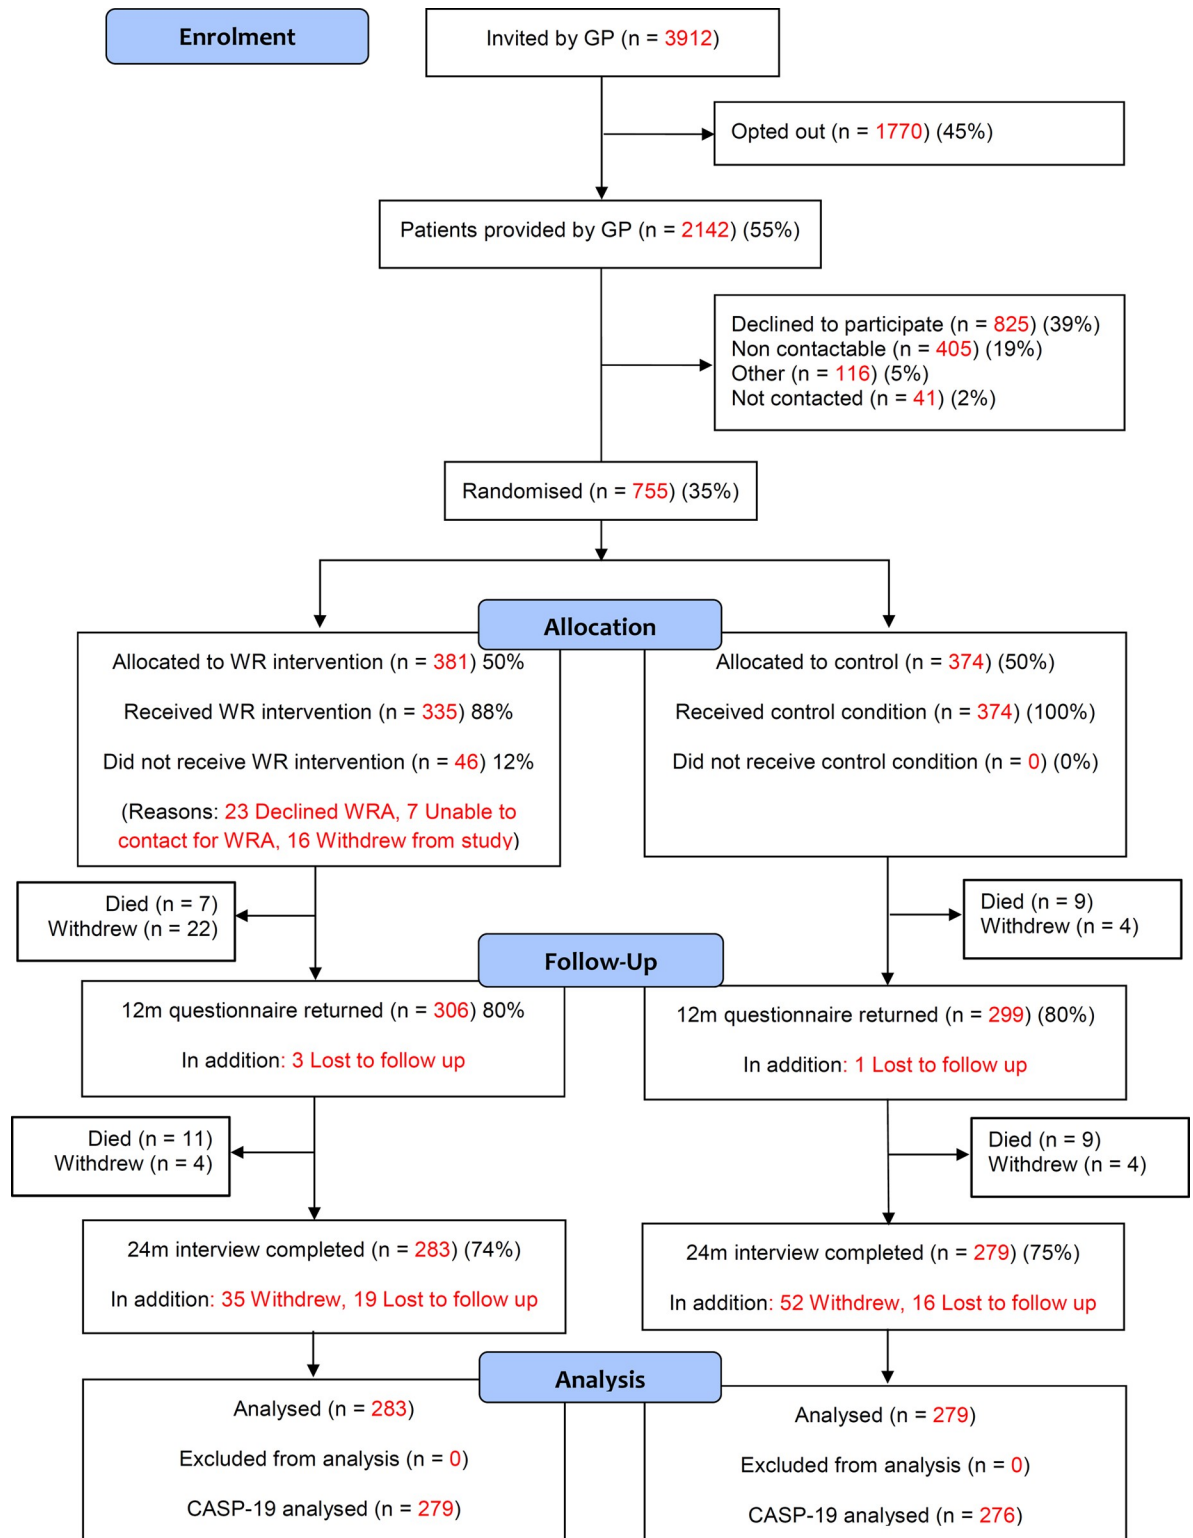 Enrolment
Invited by GP (n = 3912)
Opted out (n = 1770) (45%)
Patients provided by GP (n = 2142) (55%)
Declined to participate (n = 825) (39%)
Non contactable (n = 405) (19%)
Other (n = 116) (5%)
Not contacted (n = 41) (2%)
Randomised (n = 755) (35%)
Allocation
Allocated to WR intervention (n = 381) 50%
Received WR intervention (n = 335) 88%
Did not receive WR intervention (n = 46) 12%
(Reasons: 23 Declined WRA, 7 Unable to
contact for WRA, 16 Withdrew from study)
Allocated to control (n = 374) (50%)
Received control condition (n = 374) (100%)
Did not receive control condition (n = 0) (0%)
Died (n = 7)
Withdrew (n = 22)
Died (n = 9)
Withdrew (n = 4)
Follow-Up
12m questionnaire returned (n = 306) 80%
In addition: 3 Lost to follow up
12m questionnaire returned (n = 299) (80%)
In addition: 1 Lost to follow up
Died (n = 11)
Withdrew (n = 4)
Died (n = 9)
Withdrew (n = 4)
24m interview completed (n = 283) (74%)
In addition: 35 Withdrew, 19 Lost to follow up
24m interview completed (n = 279) (75%)
In addition: 52 Withdrew, 16 Lost to follow up
Analysis
Analysed (n = 283)
Excluded from analysis (n = 0)
CASP-19 analysed (n = 279)
Analysed (n = 279)
Excluded from analysis (n = 0)
CASP-19 analysed (n = 276)